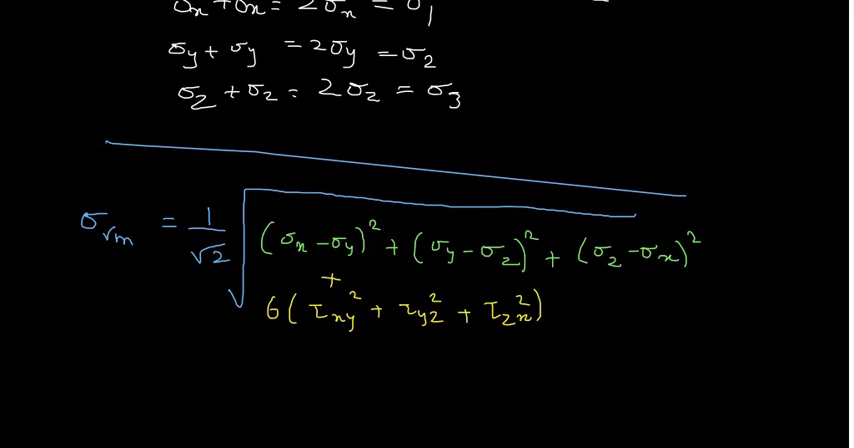 σx + σx = 2σx = σ1
σy + σy = 2σy = σ2
σz + σz = 2σz = σ3
σvm = 1/√2 √ (σx - σy)² + (σy - σz)² + (σz - σx)²
+
6(τxy² + τyz² + τzx²)